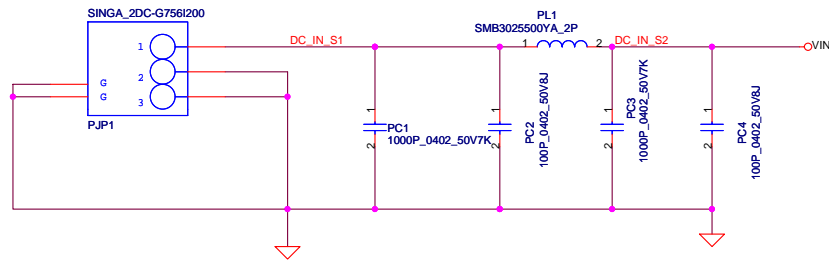 SINGA_2DC-G756I200
1
2
3
G
G
PJP1
DC_IN_S1
PL1
SMB3025500YA_2P
1
2
DC_IN_S2
VIN
1
2
PC1
1000P_0402_50V7K
1
2
PC2
100P_0402_50V8J
1
2
PC3
1000P_0402_50V7K
1
2
PC4
100P_0402_50V8J